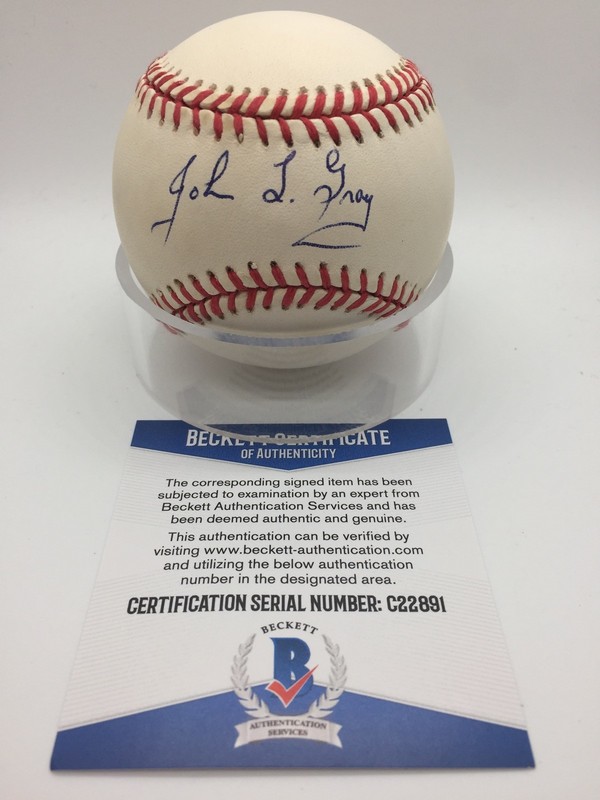 John L. Gray
BECKETT CERTIFICATE
OF AUTHENTICITY
The corresponding signed item has been
subjected to examination by an expert from
Beckett Authentication Services and has
been deemed authentic and genuine.
This authentication can be verified by
visiting www.beckett-authentication.com
and utilizing the below authentication
number in the designated area.
CERTIFICATION SERIAL NUMBER: C22891
BECKETT
B
AUTHENTICATION
SERVICES